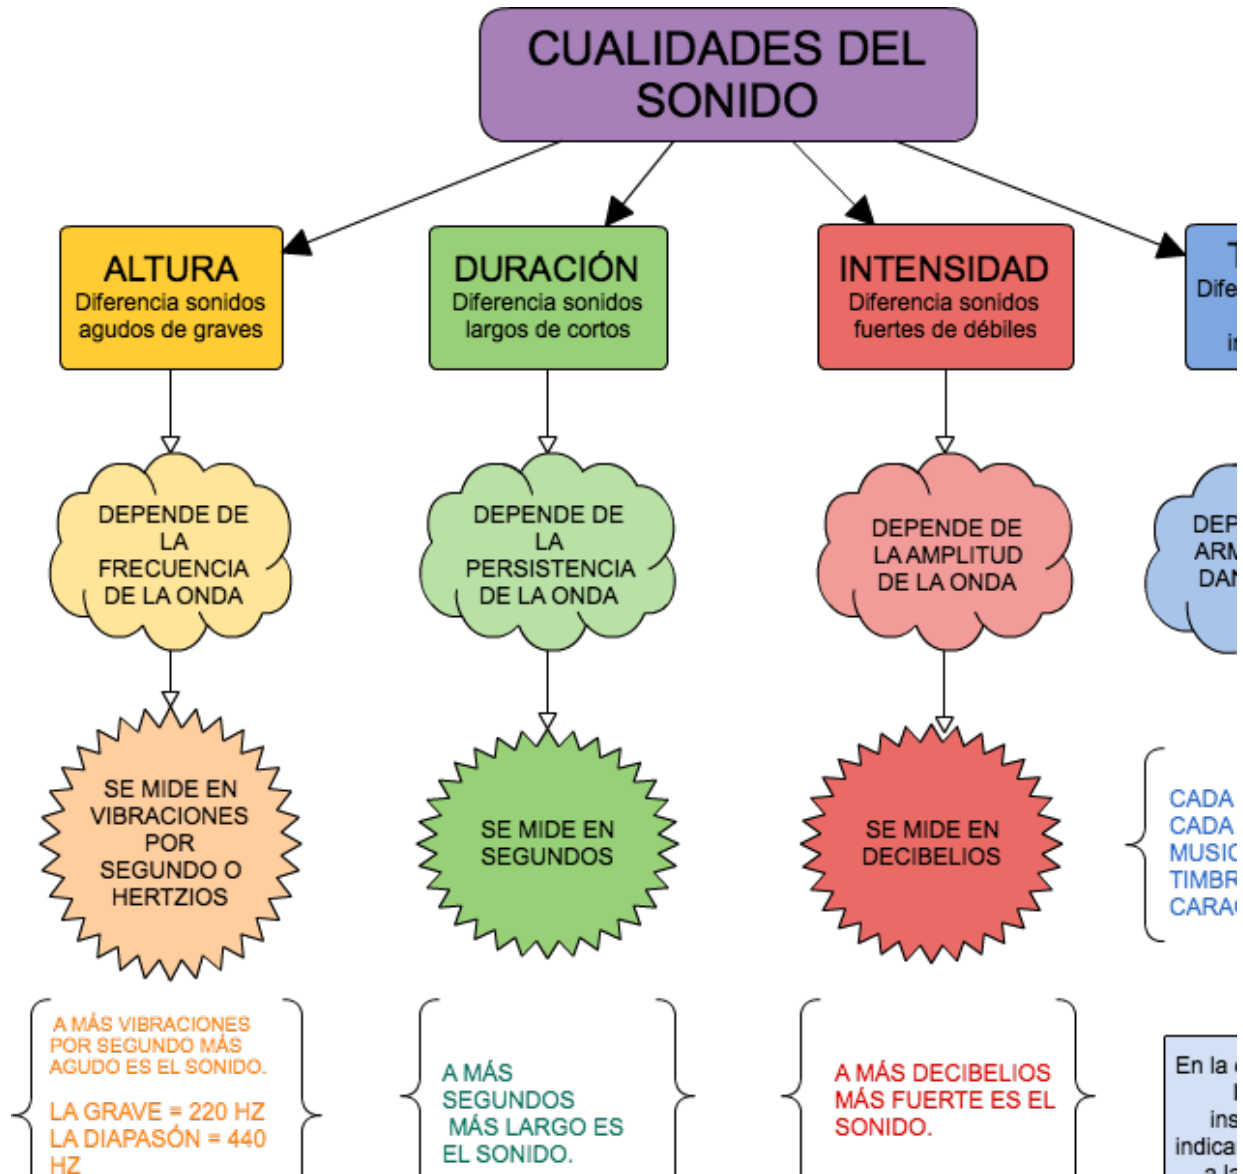 CUALIDADES DEL
SONIDO
ALTURA
Diferencia sonidos
agudos de graves
DURACIÓN
Diferencia sonidos
largos de cortos
INTENSIDAD
Diferencia sonidos
fuertes de débiles
DEPENDE DE
LA
FRECUENCIA
DE LA ONDA
DEPENDE DE
LA
PERSISTENCIA
DE LA ONDA
DEPENDE DE
LA AMPLITUD
DE LA ONDA
SE MIDE EN
VIBRACIONES
POR
SEGUNDO O
HERTZIOS
SE MIDE EN
SEGUNDOS
SE MIDE EN
DECIBELIOS
CADA
CADA
A MÁS VIBRACIONES
POR SEGUNDO MÁS
AGUDO ES EL SONIDO.
LA GRAVE = 220 HZ
LA DIAPASÓN = 440
HZ
A MÁS
SEGUNDOS
MÁS LARGO ES
EL SONIDO.
A MÁS DECIBELIOS
MÁS FUERTE ES EL
SONIDO.
En la